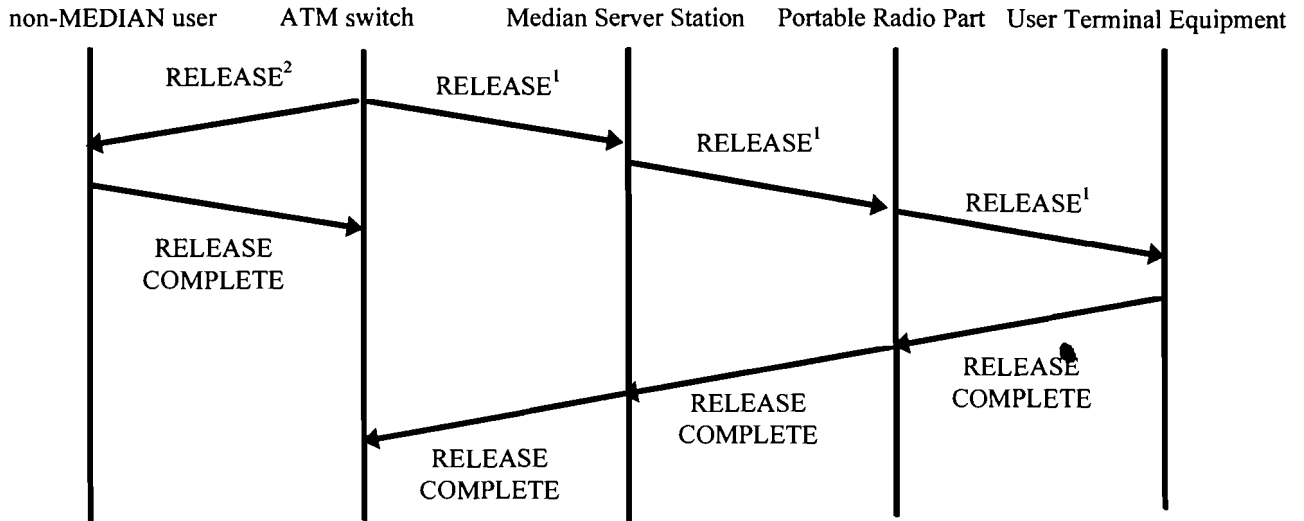 non-MEDIAN user ATM switch Median Server Station Portable Radio Part User Terminal Equipment
RELEASE²
RELEASE¹
RELEASE¹
RELEASE¹
RELEASE
COMPLETE
RELEASE
COMPLETE
RELEASE
COMPLETE
RELEASE
COMPLETE